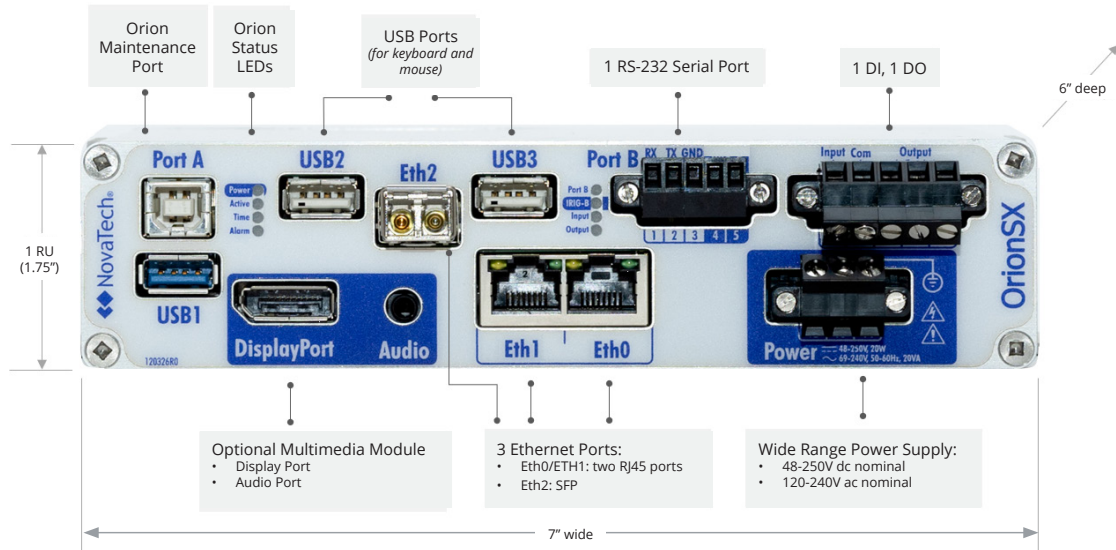 Orion
Maintenance
Port
Orion
Status
LEDs
USB Ports
(for keyboard and
mouse)
1 RS-232 Serial Port
1 DI, 1 DO
6” deep
1 RU
(1.75”)
NovaTech®
Port A
USB2
Eth2
USB3
Port B
RX TX GND
Input Com Output
Power
Active
Time
Alarm
Port B
IRIG-B
Input
Output
1 2 3 4 5
USB1
DisplayPort
Audio
2
Eth1
Eth0
Power
48-250V, 20W
69-240V, 50-60Hz, 20VA
OrionSX
120326R0
Optional Multimedia Module
• Display Port
• Audio Port
3 Ethernet Ports:
• Eth0/ETH1: two RJ45 ports
• Eth2: SFP
Wide Range Power Supply:
• 48-250V dc nominal
• 120-240V ac nominal
7” wide